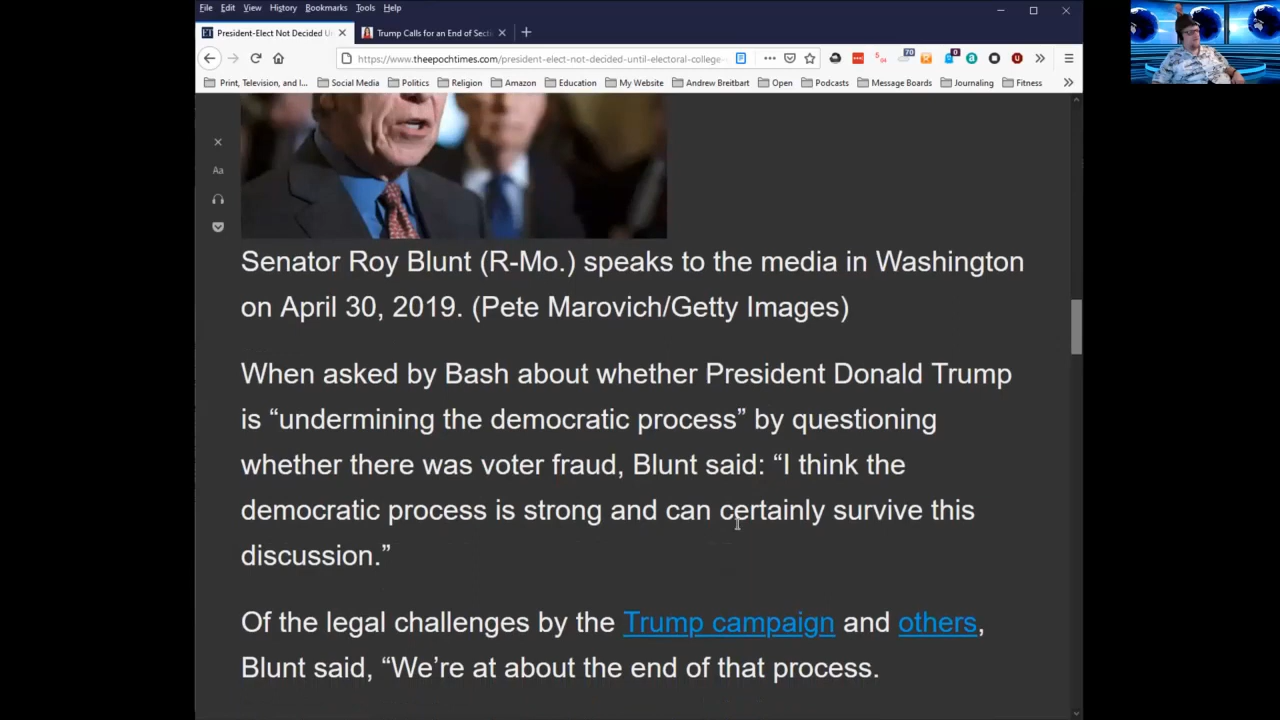 File Edit View History Bookmarks Tools Help
President-Elect Not Decided U
Trump Calls for an End of Secti
https://www.theepochtimes.com/president-elect-not-decided-until-electoral-college-
70
0
Print, Television, and I...
Social Media
Politics
Religion
Amazon
Education
My Website
Andrew Breitbart
Open
Podcasts
Message Boards
Journaling
Fitness
Aa
Senator Roy Blunt (R-Mo.) speaks to the media in Washington
on April 30, 2019. (Pete Marovich/Getty Images)
When asked by Bash about whether President Donald Trump
is “undermining the democratic process” by questioning
whether there was voter fraud, Blunt said: “I think the
democratic process is strong and can certainly survive this
discussion.”
Of the legal challenges by the Trump campaign and others,
Blunt said, “We’re at about the end of that process.